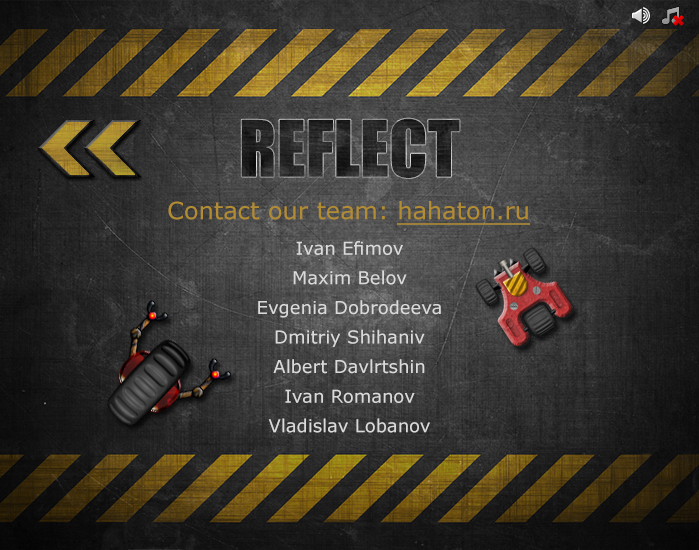 REFLECT
Contact our team: hahaton.ru
Ivan Efimov
Maxim Belov
Evgenia Dobrodeeva
Dmitriy Shihaniv
Albert Davlrtshin
Ivan Romanov
Vladislav Lobanov